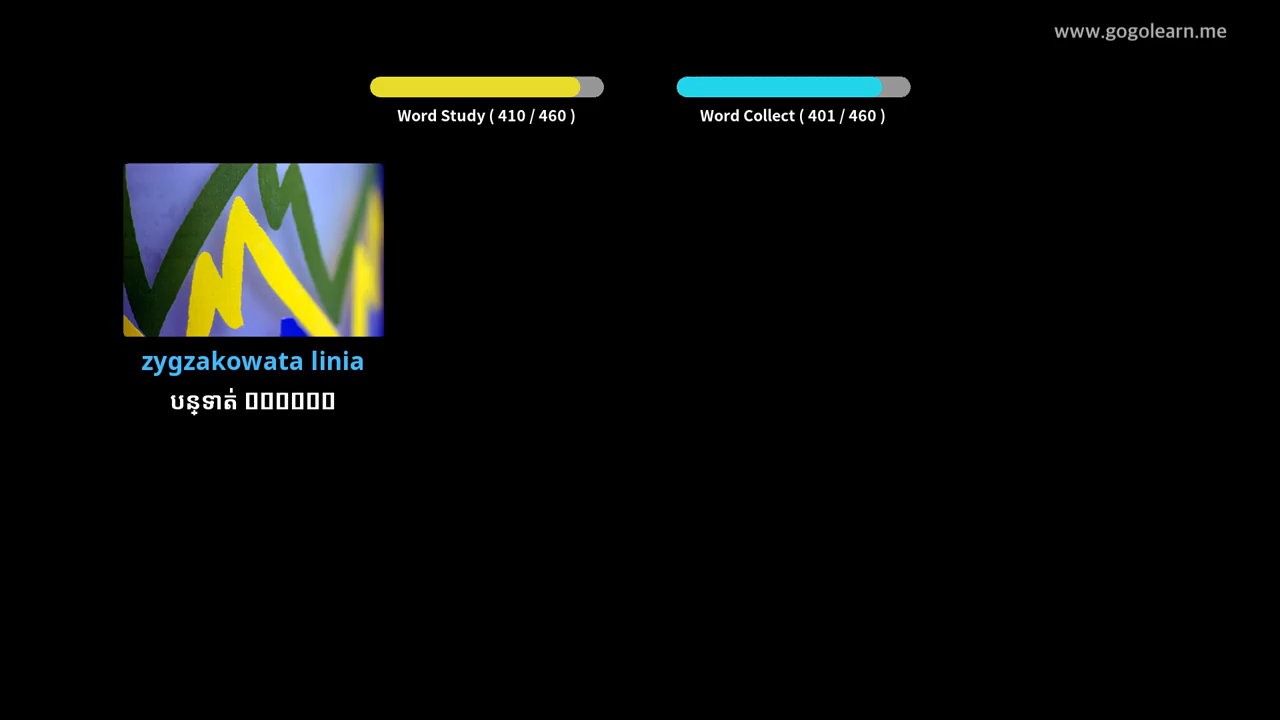 www.gogolearn.me
Word Study ( 410 / 460 )
Word Collect ( 401 / 460 )
zygzakowata linia
បន្ទាត់